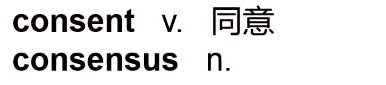 consent v. 同意
consensus n.